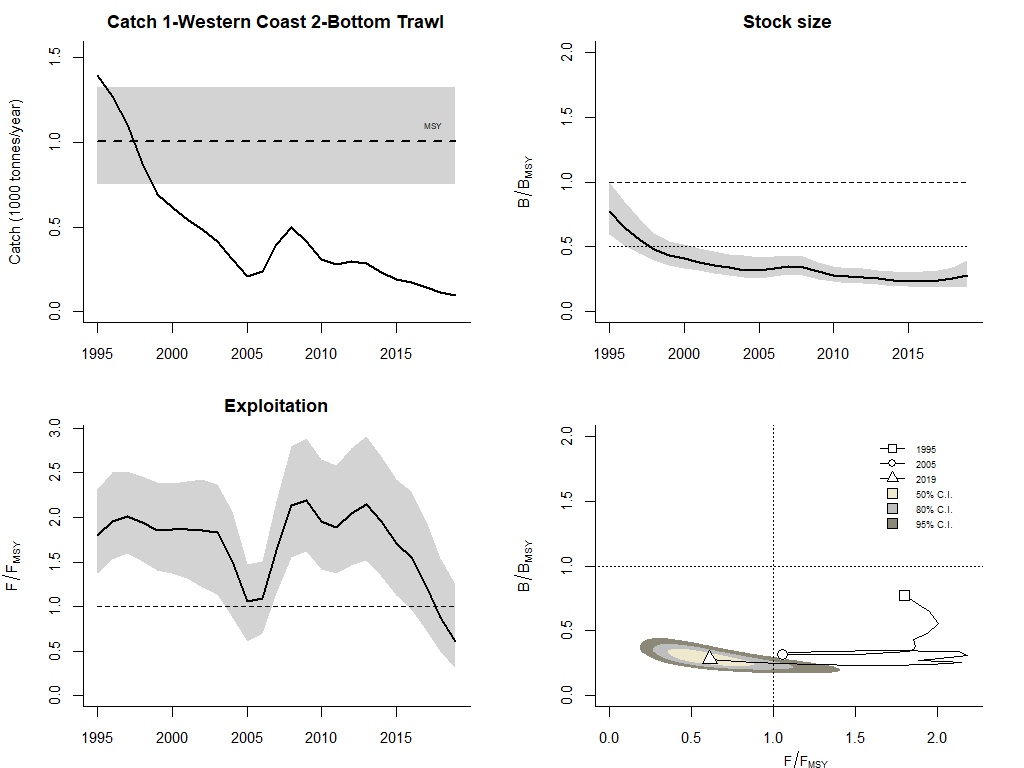 Catch 1-Western Coast 2-Bottom Trawl
Catch (1000 tonnes/year)
1.5
1.0
0.5
0.0
MSY
1995 2000 2005 2010 2015
Stock size
B/BMSY
2.0
1.5
1.0
0.5
0.0
1995 2000 2005 2010 2015
Exploitation
F/FMSY
3.0
2.5
2.0
1.5
1.0
0.5
0.0
1995 2000 2005 2010 2015
B/BMSY
2.0
1.5
1.0
0.5
0.0
1995
2005
2019
50% C.I.
80% C.I.
95% C.I.
0.0 0.5 1.0 1.5 2.0
F/FMSY